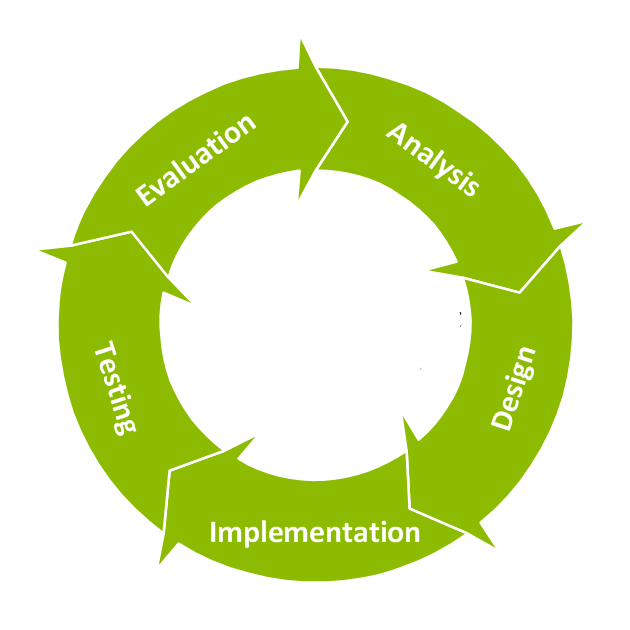 Analysis
Design
Implementation
Testing
Evaluation